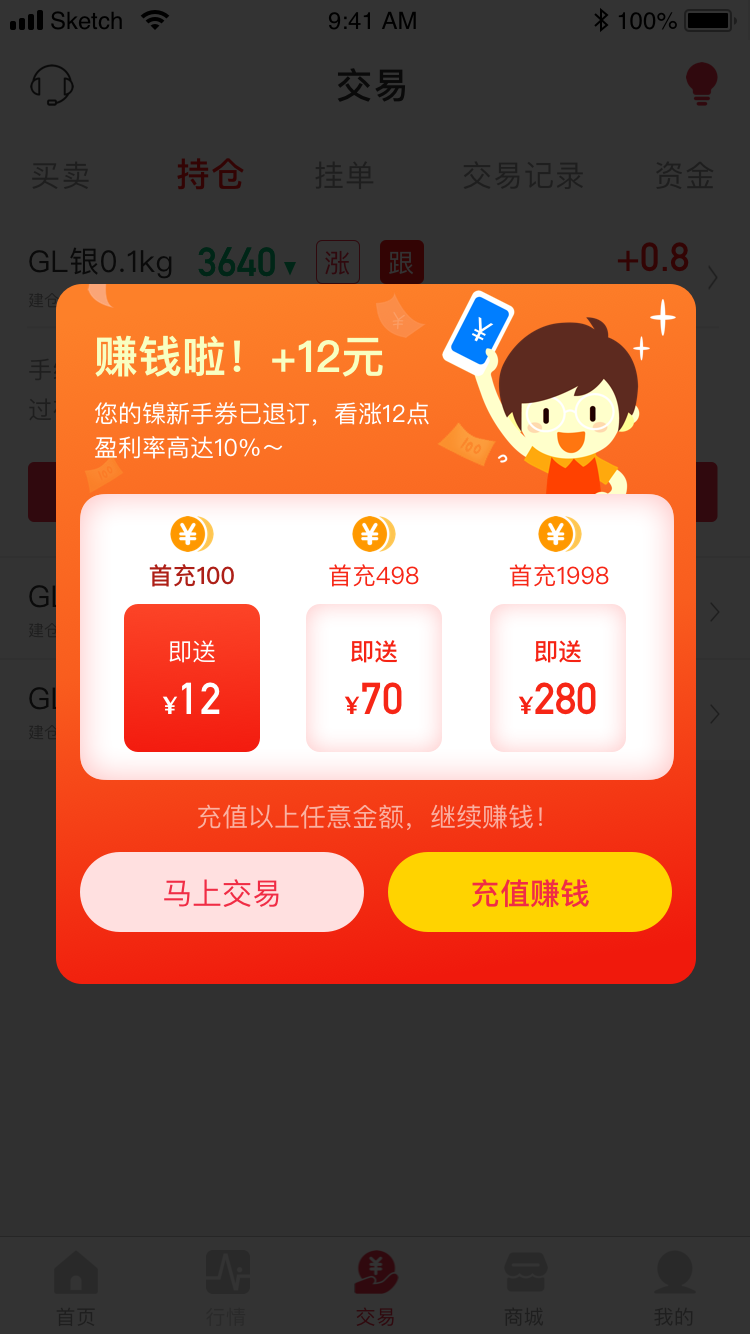 Sketch 9:41 AM 100%
交易
买卖 持仓 挂单 交易记录 资金
GL银0.1kg 3640 ▼ 涨 跟 +0.8
建仓
赚钱啦！+12元
手
您的镍新手券已退订，看涨12点
过
盈利率高达10%～
首充100 首充498 首充1998
即送 即送 即送
¥12 ¥70 ¥280
GL
建仓
GL
建仓
充值以上任意金额，继续赚钱！
马上交易 充值赚钱
首页 行情 交易 商城 我的